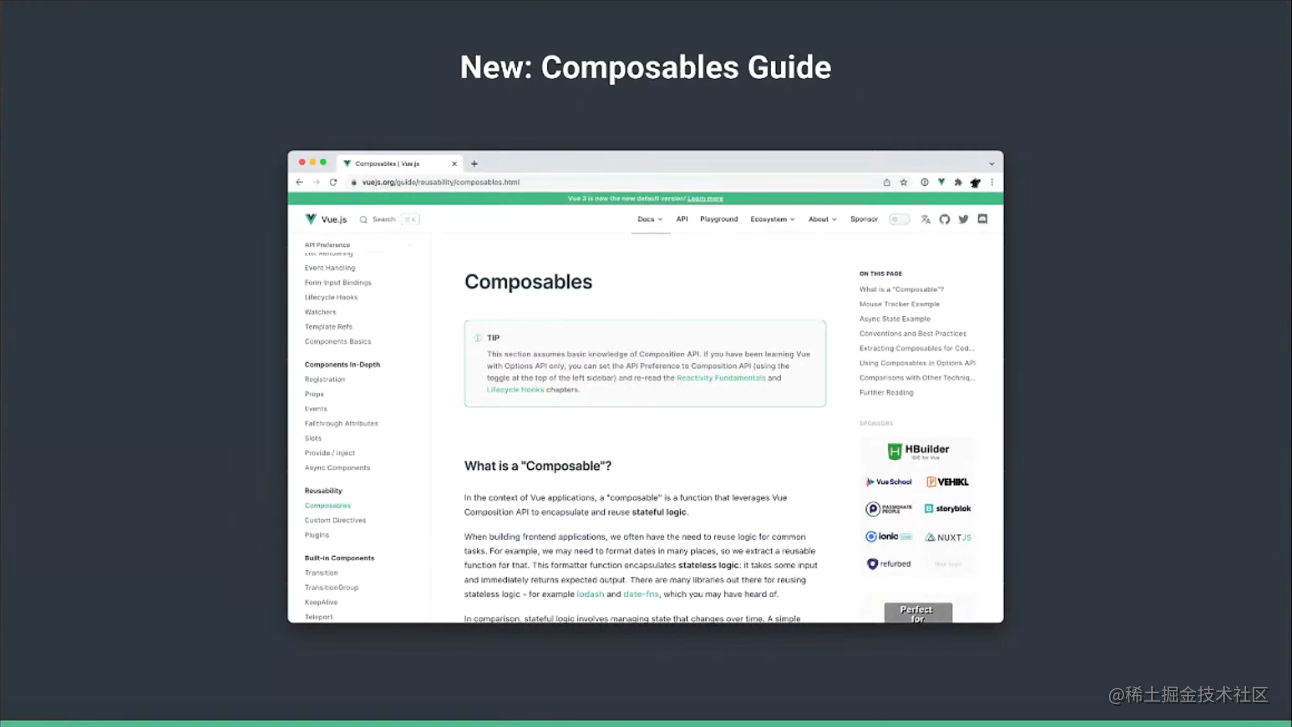 New: Composables Guide
Composables | Vue.js
vuejs.org/guide/reusability/composables.html
Vue 3 is now the new default version! Learn more
Vue.js
Search
Docs
API
Playground
Ecosystem
About
Sponsor
API Preference
List Rendering
Event Handling
Form Input Bindings
Lifecycle Hooks
Watchers
Template Refs
Components Basics
Components In-Depth
Registration
Props
Events
Fallthrough Attributes
Slots
Provide / inject
Async Components
Reusability
Composables
Custom Directives
Plugins
Built-in Components
Transition
TransitionGroup
KeepAlive
Teleport
Composables
TIP
This section assumes basic knowledge of Composition API. If you have been learning Vue
with Options API only, you can set the API Preference to Composition API (using the
toggle at the top of the left sidebar) and re-read the Reactivity Fundamentals and
Lifecycle Hooks chapters.
What is a "Composable"?
In the context of Vue applications, a "composable" is a function that leverages Vue
Composition API to encapsulate and reuse stateful logic.
When building frontend applications, we often have the need to reuse logic for common
tasks. For example, we may need to format dates in many places, so we extract a reusable
function for that. This formatter function encapsulates stateless logic: it takes some input
and immediately returns expected output. There are many libraries out there for reusing
stateless logic - for example lodash and date-fns, which you may have heard of.
In comparison, stateful logic involves managing state that changes over time. A simple
ON THIS PAGE
What is a "Composable"?
Mouse Tracker Example
Async State Example
Conventions and Best Practices
Extracting Composables for Cod...
Using Composables in Options API
Comparisons with Other Techniq...
Further Reading
SPONSORS
HBuilder
IDE for Vue
Vue School
VEHIKL
PASSIONATE
PEOPLE
storyblok
ionic
NUXTJS
refurbed
Your logo
Perfect
for
@稀土掘金技术社区